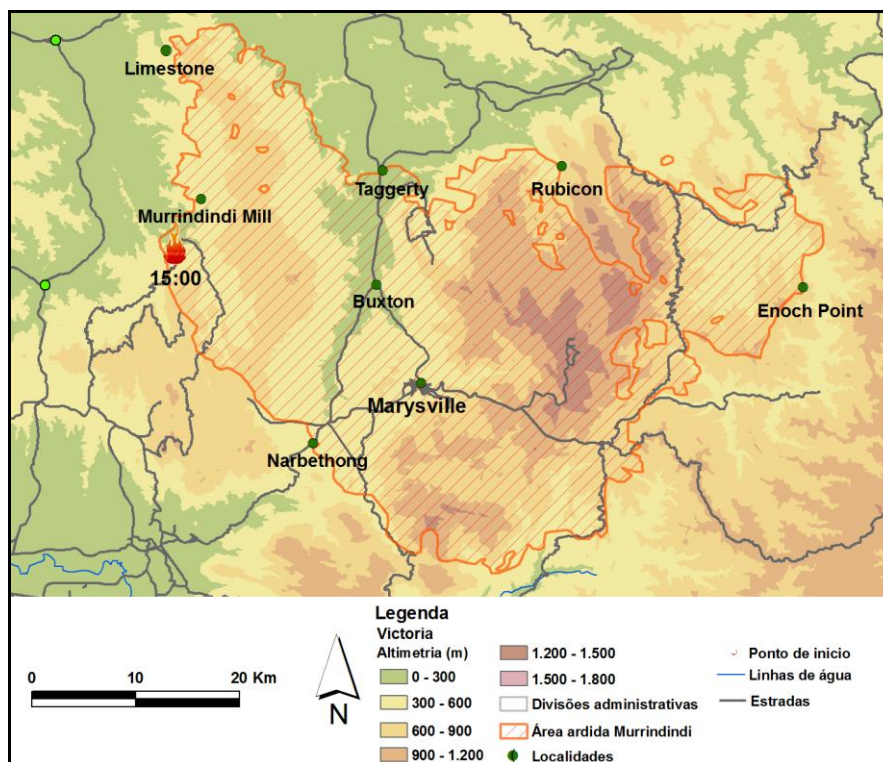 Limestone
Taggerty
Rubicon
Murrindindi Mill
15:00
Buxton
Enoch Point
Marysville
Narbethong
Legenda
Victoria
Altimetria (m)
0 - 300
300 - 600
600 - 900
900 - 1.200
1.200 - 1.500
1.500 - 1.800
Divisões administrativas
Área ardida Murrindindi
Localidades
Ponto de inicio
Linhas de água
Estradas
0 10 20 Km
N